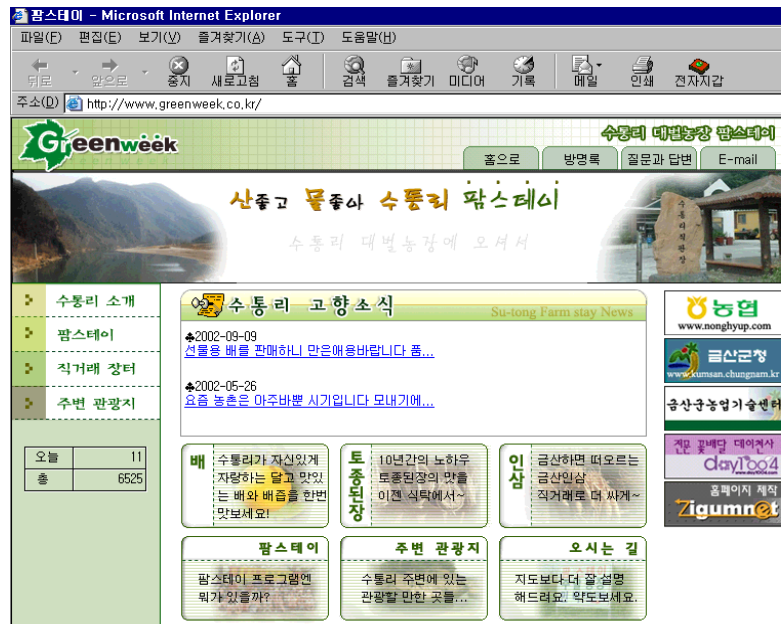 팜스테이 - Microsoft Internet Explorer
파일(F) 편집(E) 보기(V) 즐겨찾기(A) 도구(T) 도움말(H)
뒤로 앞으로 중지 새로고침 홈 검색 즐겨찾기 미디어 기록 메일 인쇄 전자지갑
주소(D) http://www.greenweek.co.kr/
Greenweek
수통리 대벌농장 팜스테이
홈으로 방명록 질문과 답변 E-mail
산좋고 물좋아 수통리 팜스테이
수통리 대벌농장에 오셔서
수통리 소개
팜스테이
직거래 장터
주변 관광지
오늘 11
총 6525
수통리 고향소식
Su-tong Farm stay News
♣2002-09-09
선물용 배를 판매하니 만은애용바랍니다 품...
♣2002-05-26
요즘 농촌은 아주바쁜 시기입니다 모내기에...
배
수통리가 자신있게
자랑하는 달고 맛있
는 배와 배즙을 한번
맛보세요!
토종된장
10년간의 노하우
토종된장의 맛을
이젠 식탁에서~
인삼
금산하면 떠오르는
금산인삼
직거래로 더 싸게~
팜스테이
팜스테이 프로그램엔
뭐가 있을까?
주변 관광지
수통리 주변에 있는
관광할 만한 곳들...
오시는 길
지도보다 더 잘 설명
해드려요. 약도보세요.
농협
www.nonghyup.com
금산군청
www.kumsan.chungnam.kr
금산군농업기술센터
전문 꽃배달 데이천사
day1004
www.day1004.com
홈페이지 제작
Zigumnet